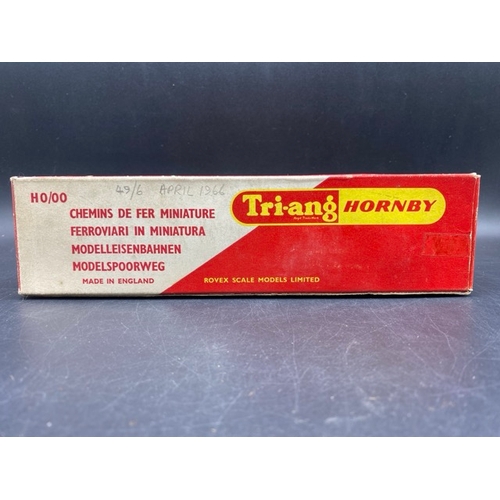 HO/OO
49/6 APRIL 1966
CHEMINS DE FER MINIATURE
FERROVIARI IN MINIATURA
MODELLEISENBAHNEN
MODELSPOORWEG
MADE IN ENGLAND
Tri-ang HORNBY
ROVEX SCALE MODELS LIMITED